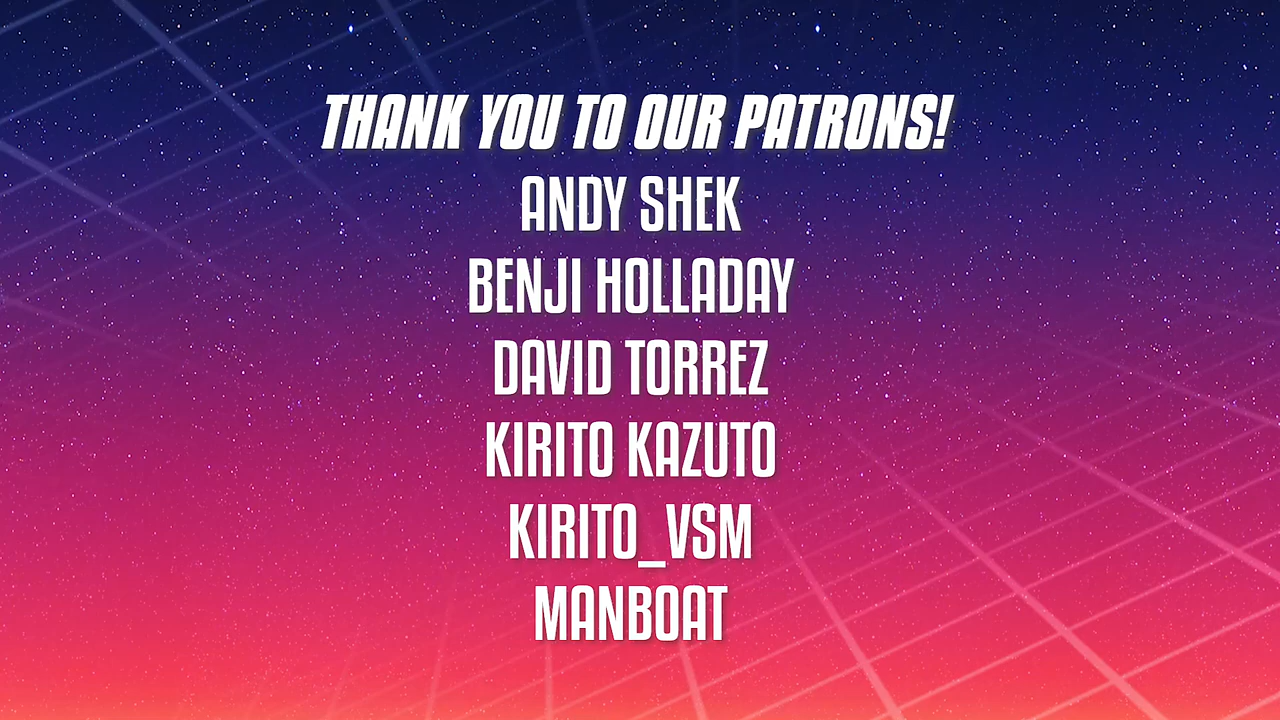 THANK YOU TO OUR PATRONS!
ANDY SHEK
BENJI HOLLADAY
DAVID TORREZ
KIRITO KAZUTO
KIRITO_VSM
MANBOAT